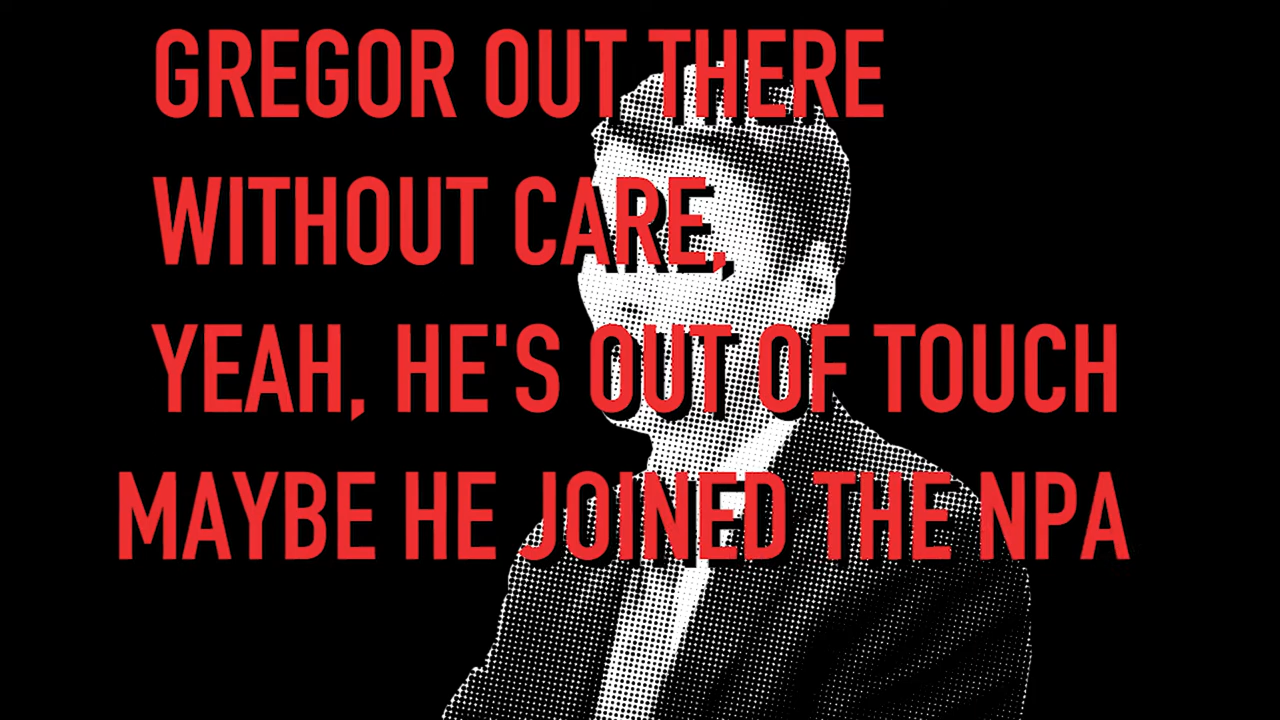 GREGOR OUT THERE
WITHOUT CARE,
YEAH, HE'S OUT OF TOUCH
MAYBE HE JOINED THE NPA